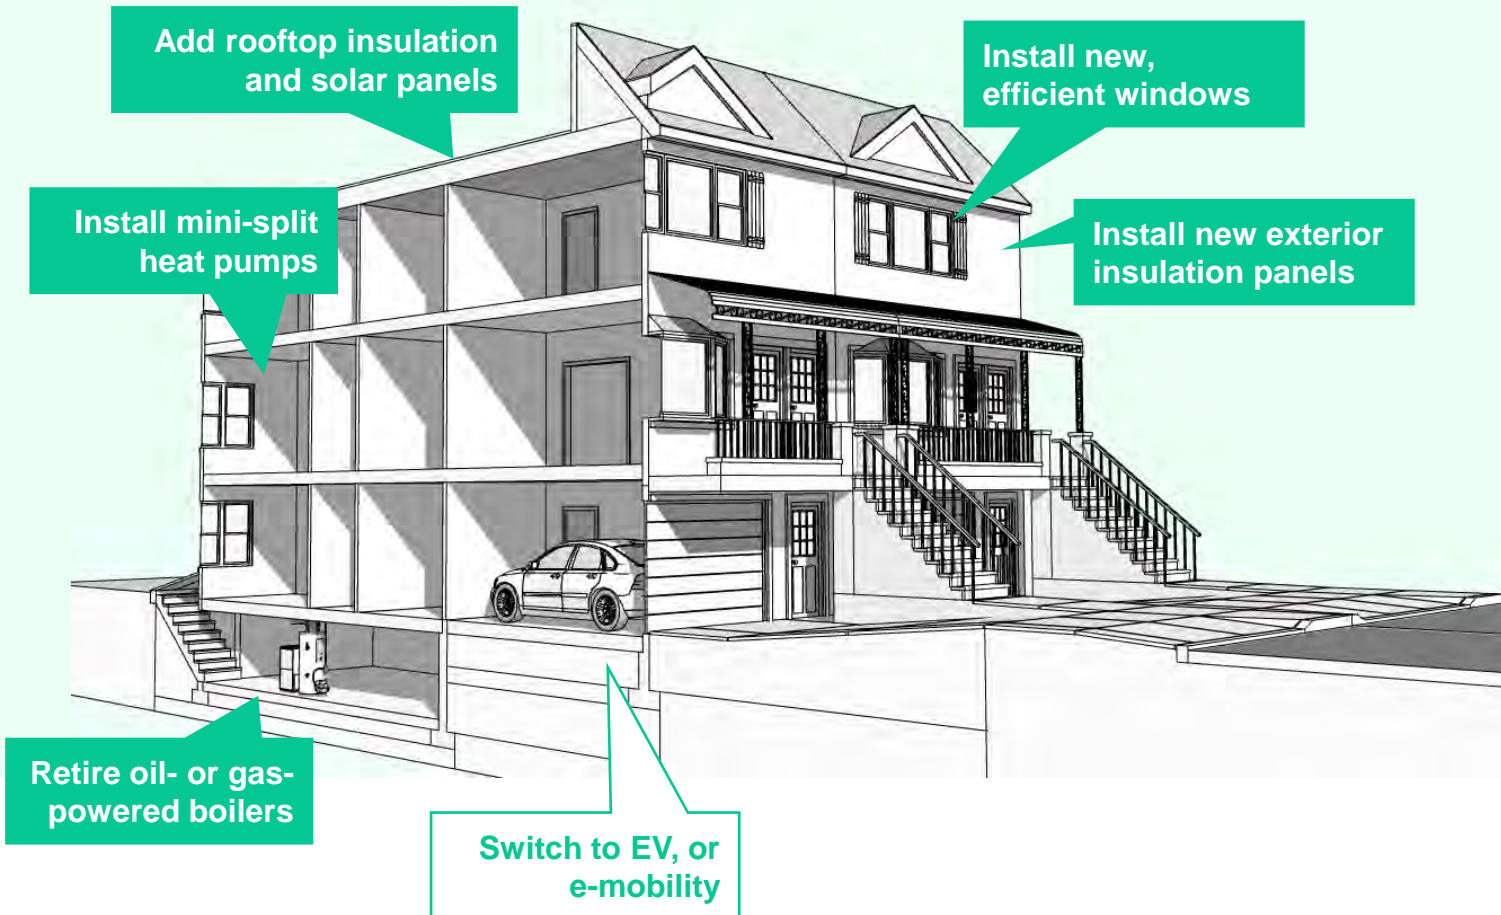 Add rooftop insulation
and solar panels
Install new,
efficient windows
Install mini-split
heat pumps
Install new exterior
insulation panels
Retire oil- or gas-
powered boilers
Switch to EV, or
e-mobility